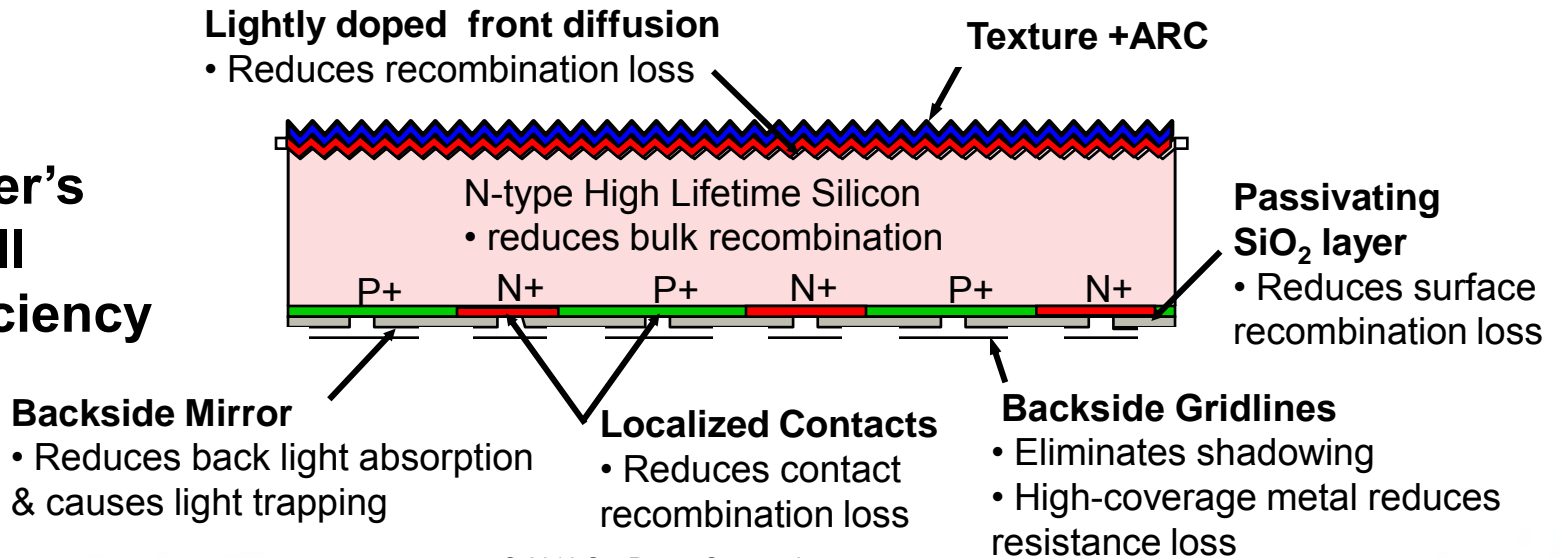 Lightly doped front diffusion
• Reduces recombination loss
Texture +ARC
er's
ll
ciency
N-type High Lifetime Silicon
• reduces bulk recombination
P+ N+ P+ N+ P+ N+
Passivating
SiO₂ layer
• Reduces surface
recombination loss
Backside Mirror
• Reduces back light absorption
& causes light trapping
Localized Contacts
• Reduces contact
recombination loss
Backside Gridlines
• Eliminates shadowing
• High-coverage metal reduces
resistance loss